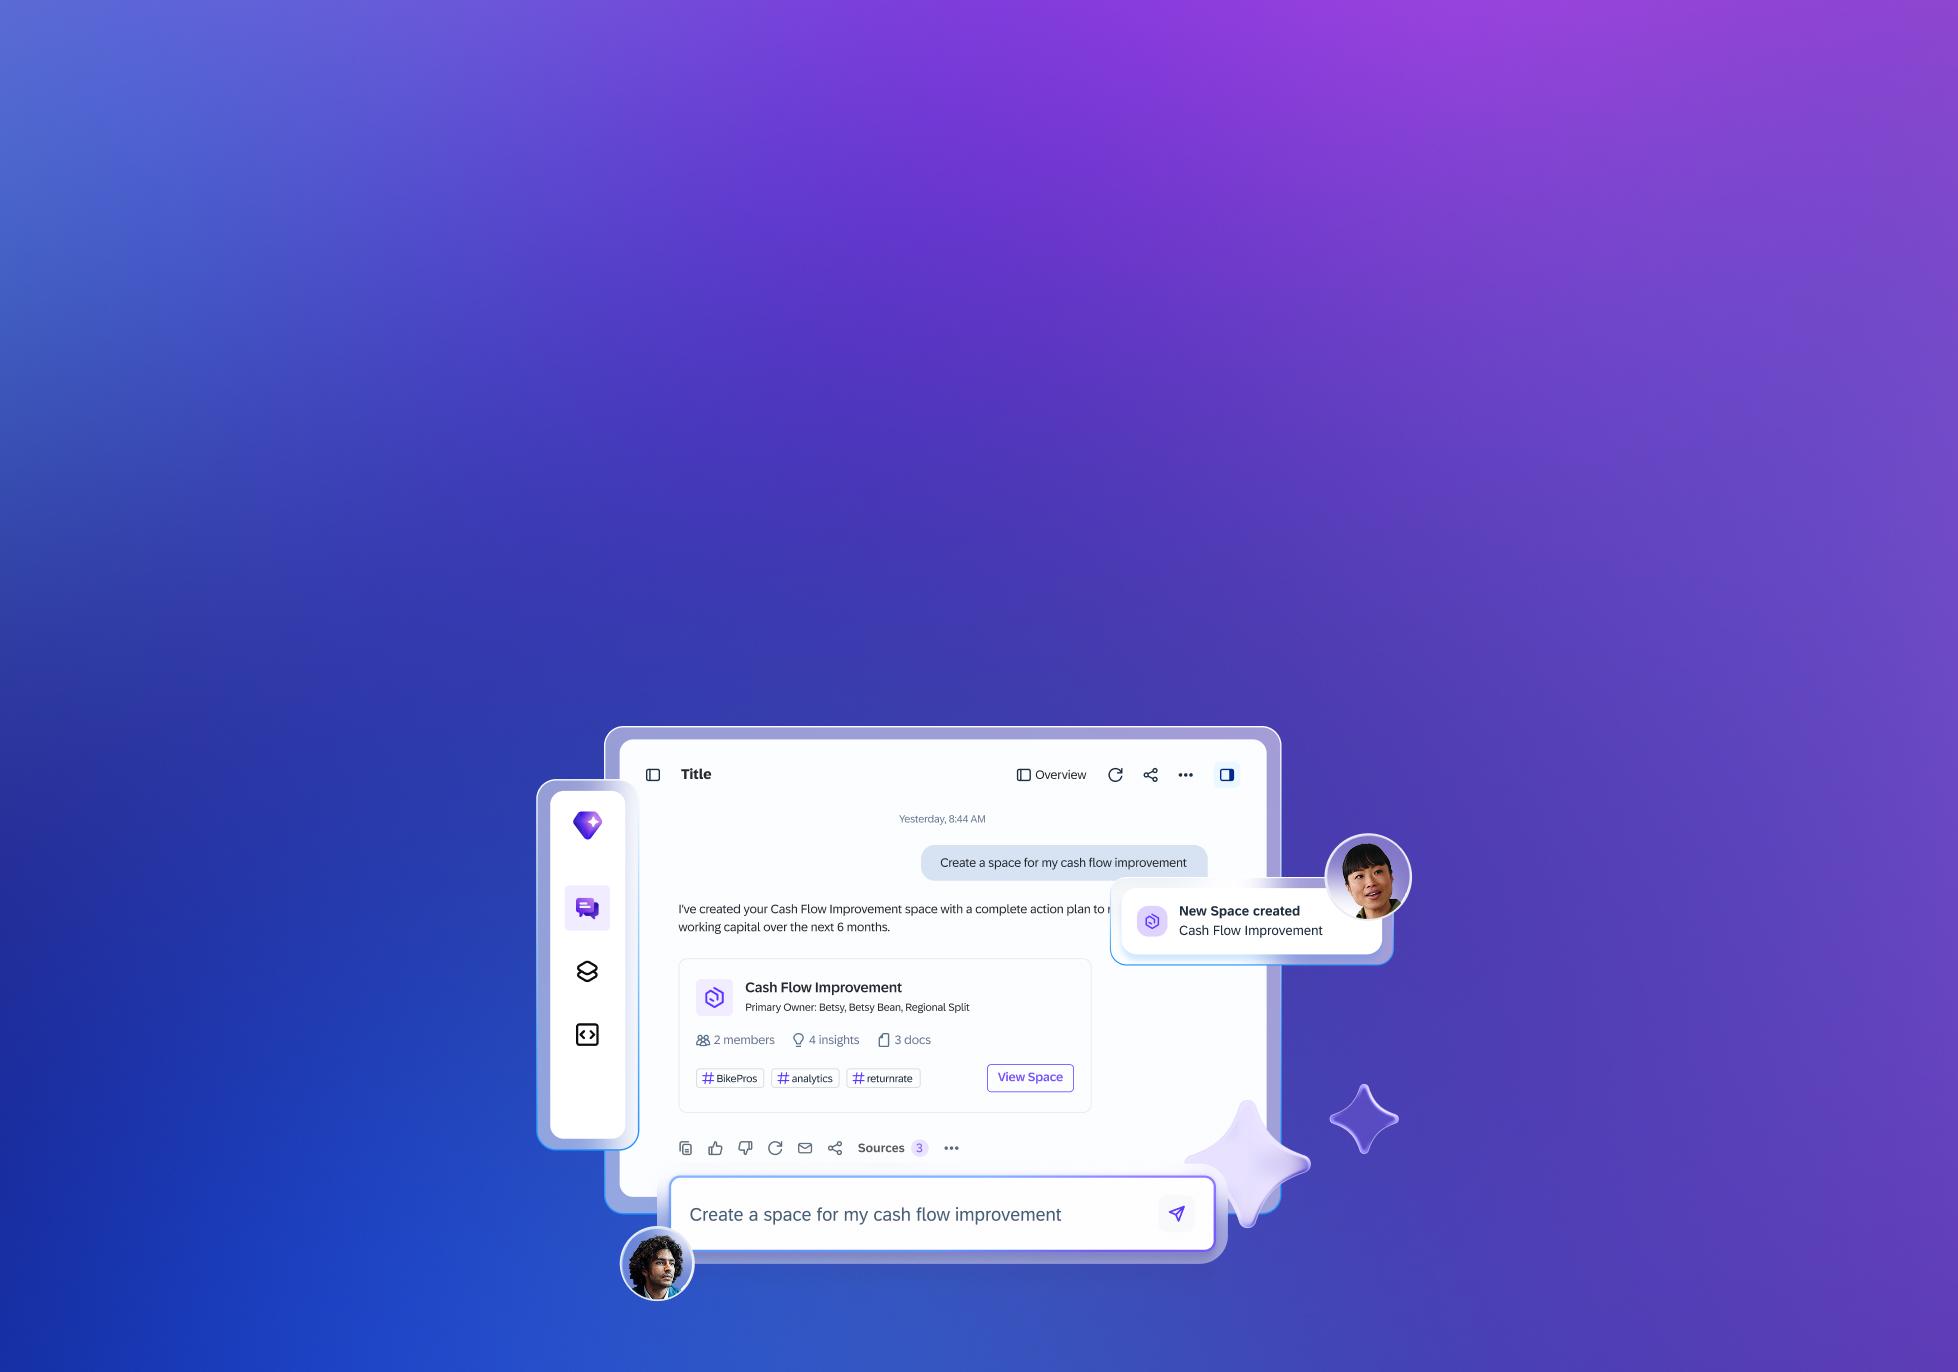 Title
Overview
Yesterday, 8:44 AM
Create a space for my cash flow improvement
I've created your Cash Flow Improvement space with a complete action plan to
working capital over the next 6 months.
New Space created
Cash Flow Improvement
Cash Flow Improvement
Primary Owner: Betsy, Betsy Bean, Regional Split
2 members 4 insights 3 docs
# BikePros # analytics # returnrate View Space
Sources 3
Create a space for my cash flow improvement